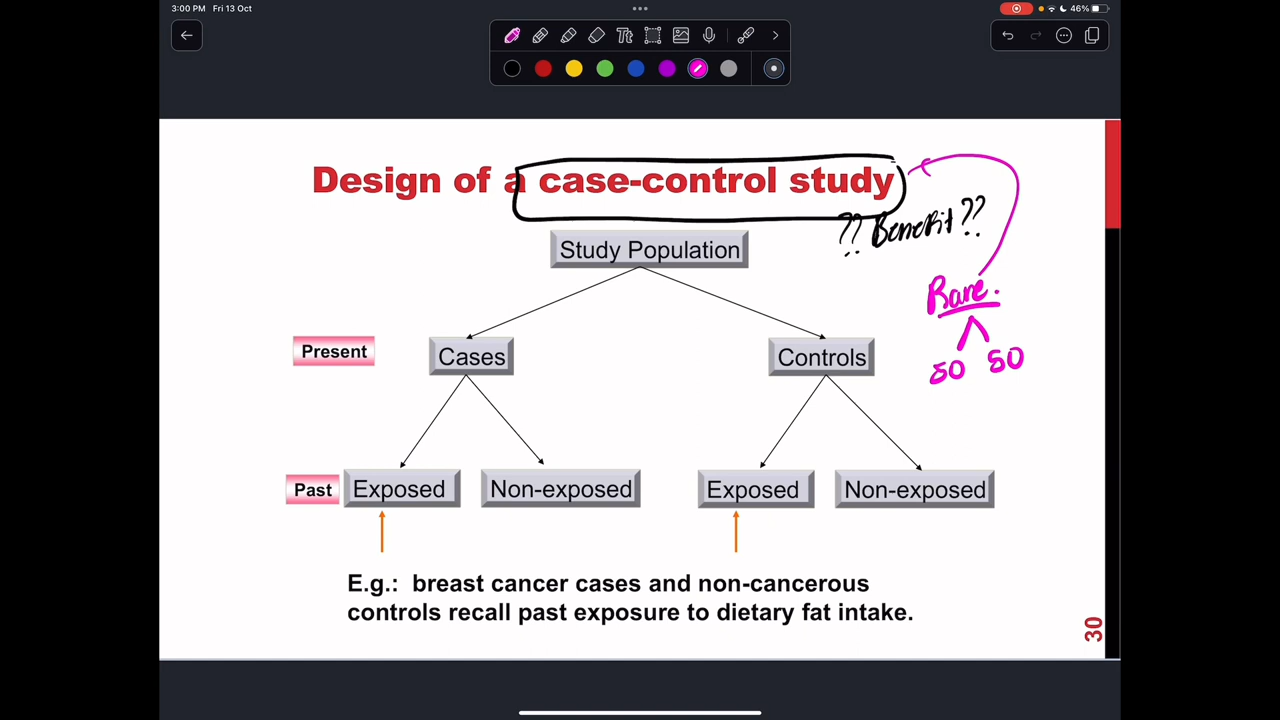 3:00 PM Fri 13 Oct
46%
Tt
Design of a case-control study
?? Benefit ??
Study Population
Rare.
50 50
Present
Cases
Controls
Past
Exposed
Non-exposed
Exposed
Non-exposed
E.g.: breast cancer cases and non-cancerous
controls recall past exposure to dietary fat intake.
30